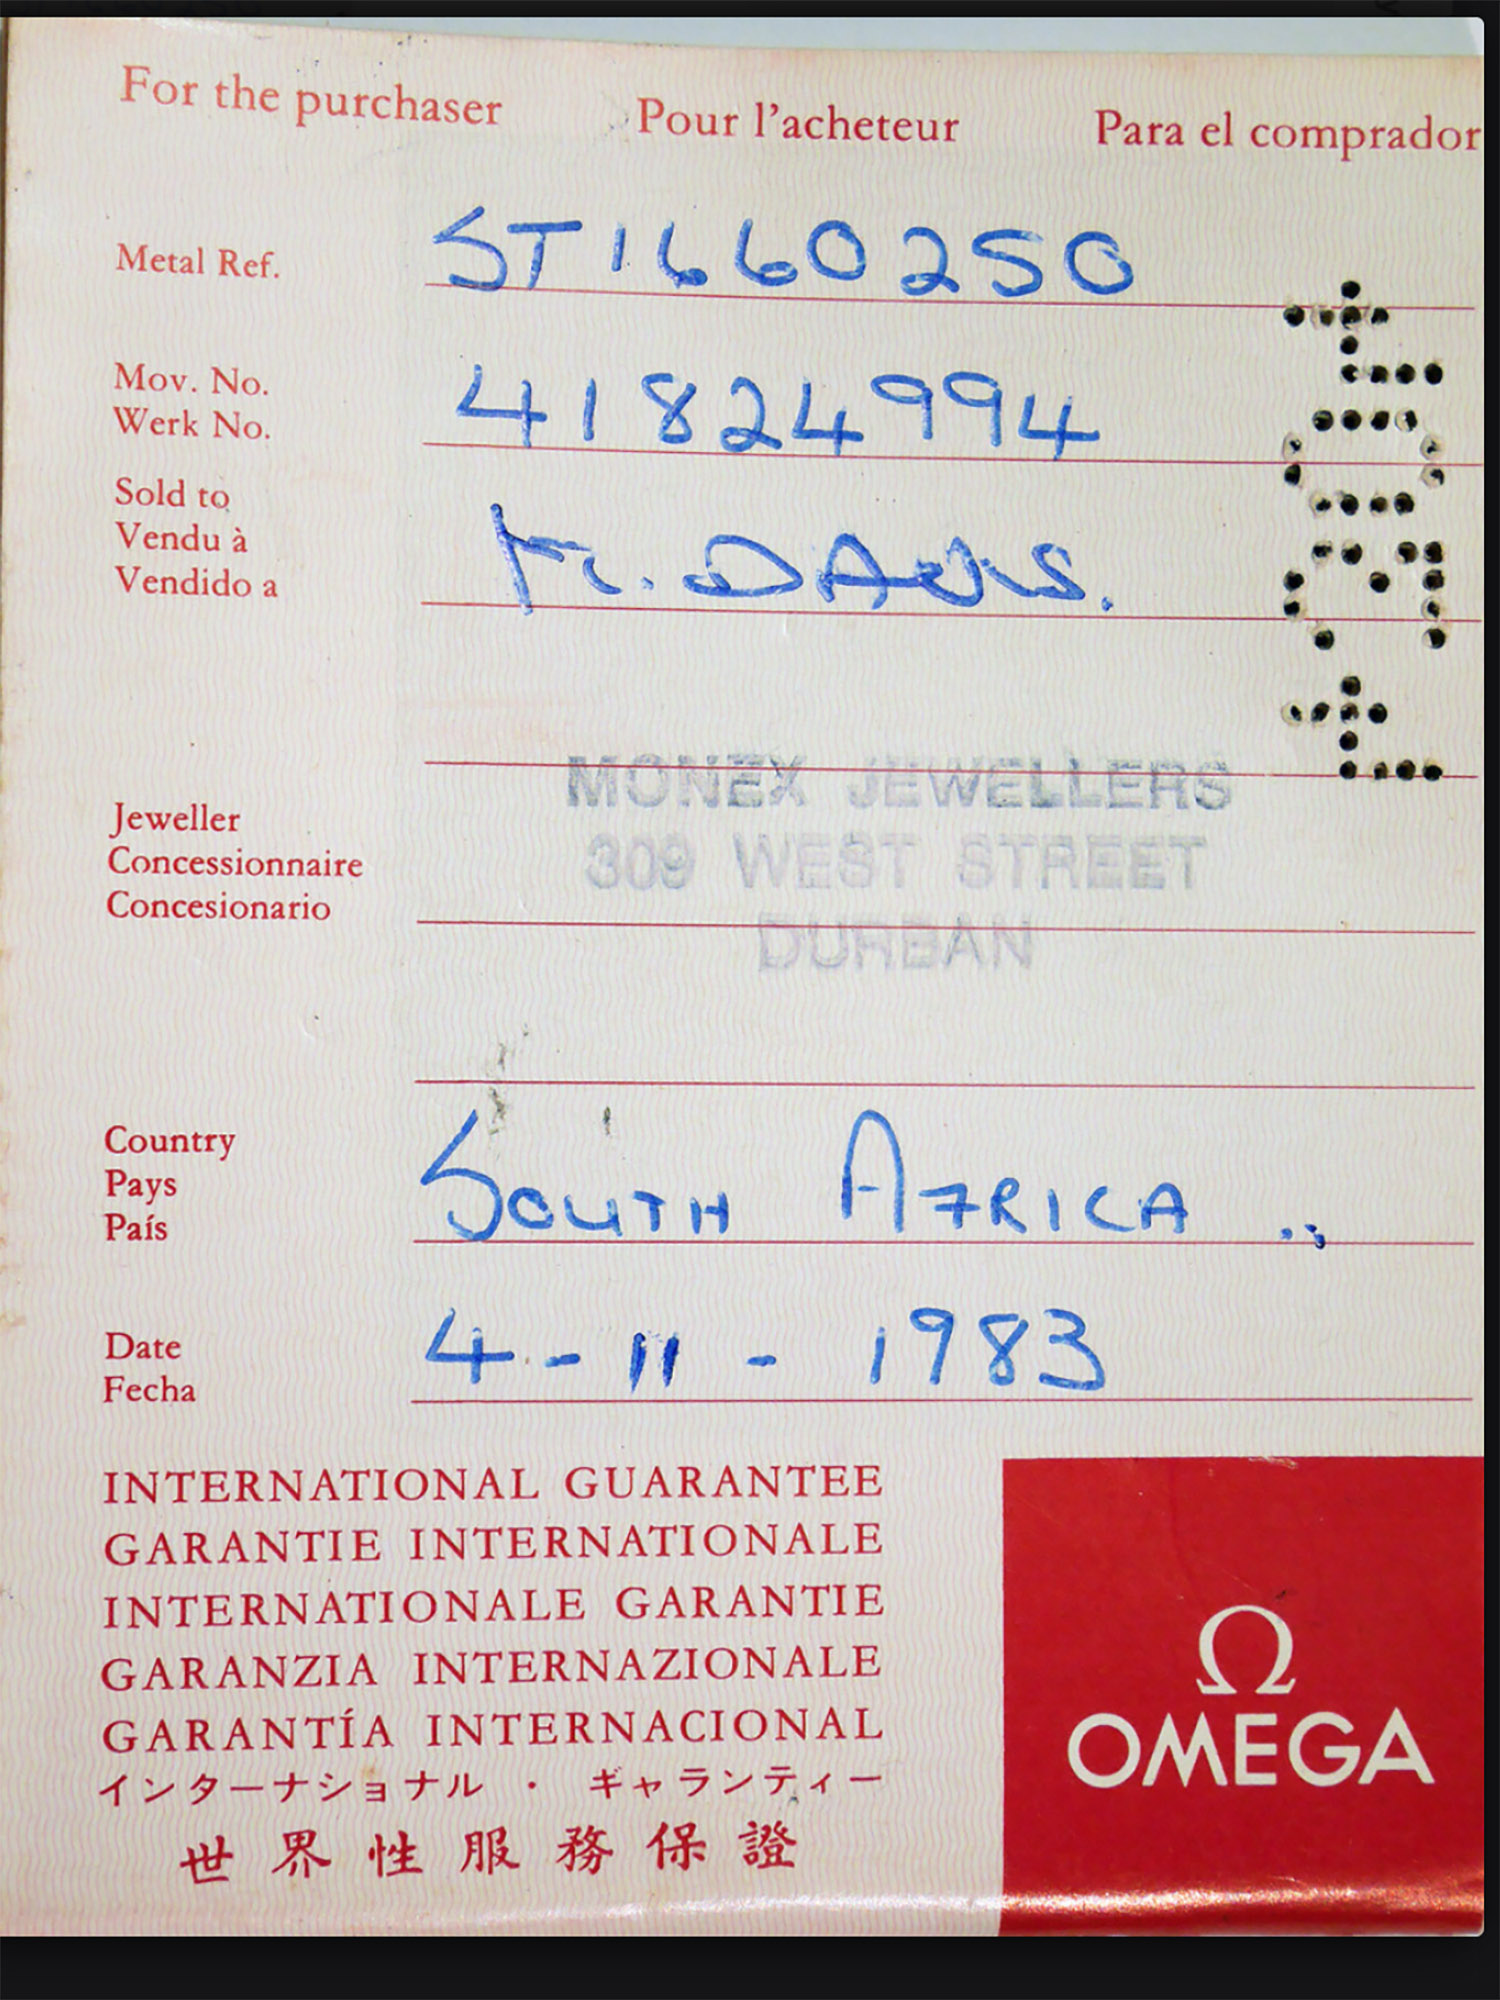 For the purchaser Pour l'acheteur Para el comprador
Metal Ref. ST 1660250
Mov. No. 41824994
Werk No.
Sold to
Vendu à
Vendido a
MONEX JEWELLERS
309 WEST STREET
DURBAN
Jeweller
Concessionnaire
Concesionario
Country
Pays SOUTH AFRICA
País
Date 4-11-1983
Fecha
INTERNATIONAL GUARANTEE
GARANTIE INTERNATIONALE
INTERNATIONALE GARANTIE
GARANZIA INTERNAZIONALE
GARANTÍA INTERNACIONAL
インターナショナル・ギャランティー
世界性服務保證
Ω
OMEGA